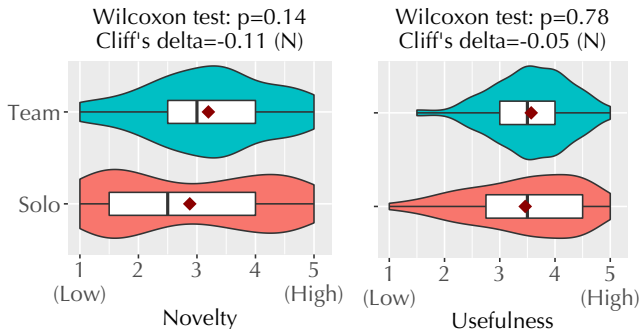 Wilcoxon test: p=0.14
Cliff's delta=-0.11 (N)
Team
Solo
1 2 3 4 5
(Low) (High)
Novelty
Wilcoxon test: p=0.78
Cliff's delta=-0.05 (N)
1 2 3 4 5
(Low) (High)
Usefulness